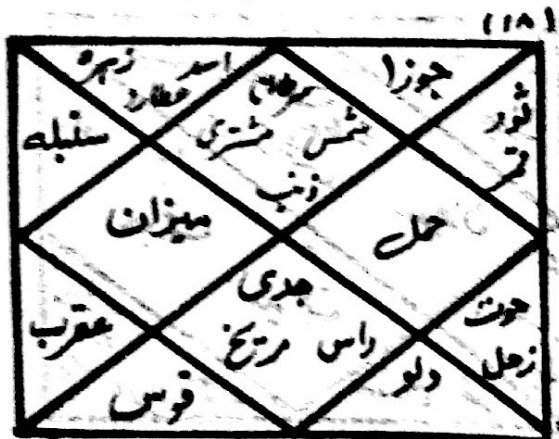 (۱۸)
جوزا
اسد زہرہ
عطارد
سرطان
شمس مشتری
ذنب
ثور
قمر
سنبلہ
میزان
حمل
جدی
راس مریخ
عقرب
قوس
دلو
حوت
زحل